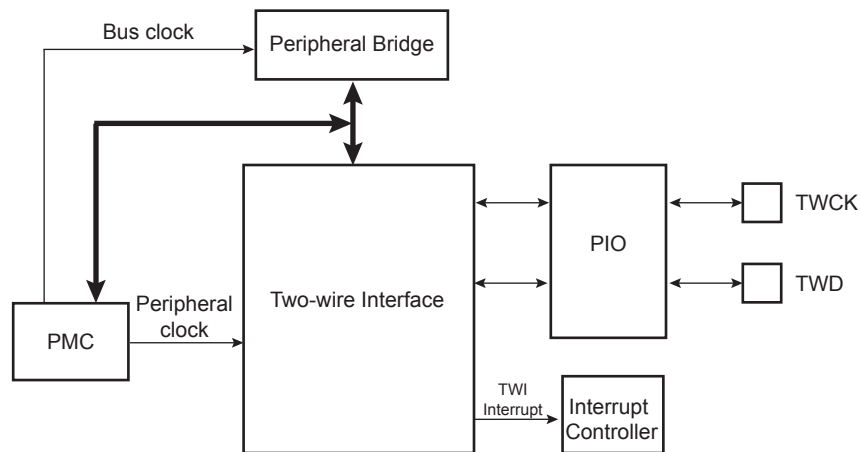 Bus clock
Peripheral Bridge
TWCK
PIO
TWD
Two-wire Interface
Peripheral
clock
PMC
TWI
Interrupt
Interrupt
Controller